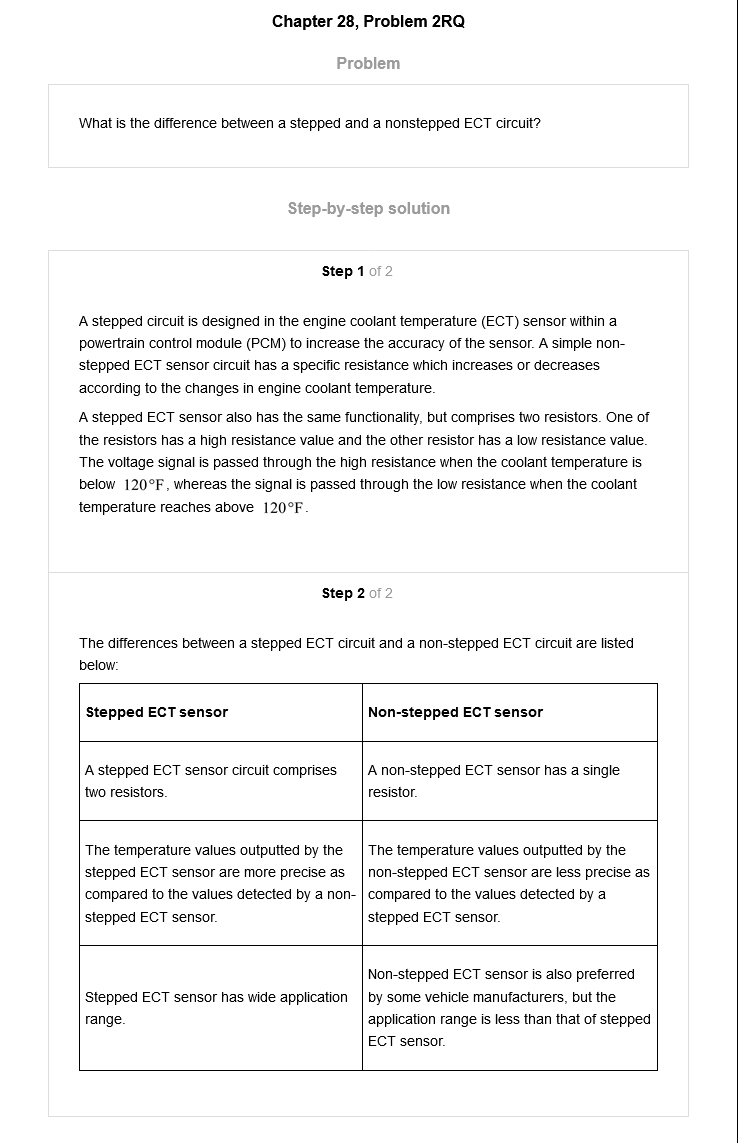 Chapter 28, Problem 2RQ
Problem
What is the difference between a stepped and a nonstepped ECT circuit?
Step-by-step solution
Step 1 of 2
A stepped circuit is designed in the engine coolant temperature (ECT) sensor within a
powertrain control module (PCM) to increase the accuracy of the sensor. A simple non-
stepped ECT sensor circuit has a specific resistance which increases or decreases
according to the changes in engine coolant temperature.
A stepped ECT sensor also has the same functionality, but comprises two resistors. One of
the resistors has a high resistance value and the other resistor has a low resistance value.
The voltage signal is passed through the high resistance when the coolant temperature is
below 120°F, whereas the signal is passed through the low resistance when the coolant
temperature reaches above 120°F.
Step 2 of 2
The differences between a stepped ECT circuit and a non-stepped ECT circuit are listed
below:
Stepped ECT sensor
Non-stepped ECT sensor
A stepped ECT sensor circuit comprises
two resistors.
A non-stepped ECT sensor has a single
resistor.
The temperature values outputted by the
stepped ECT sensor are more precise as
compared to the values detected by a non-
stepped ECT sensor.
The temperature values outputted by the
non-stepped ECT sensor are less precise as
compared to the values detected by a
stepped ECT sensor.
Stepped ECT sensor has wide application
range.
Non-stepped ECT sensor is also preferred
by some vehicle manufacturers, but the
application range is less than that of stepped
ECT sensor.